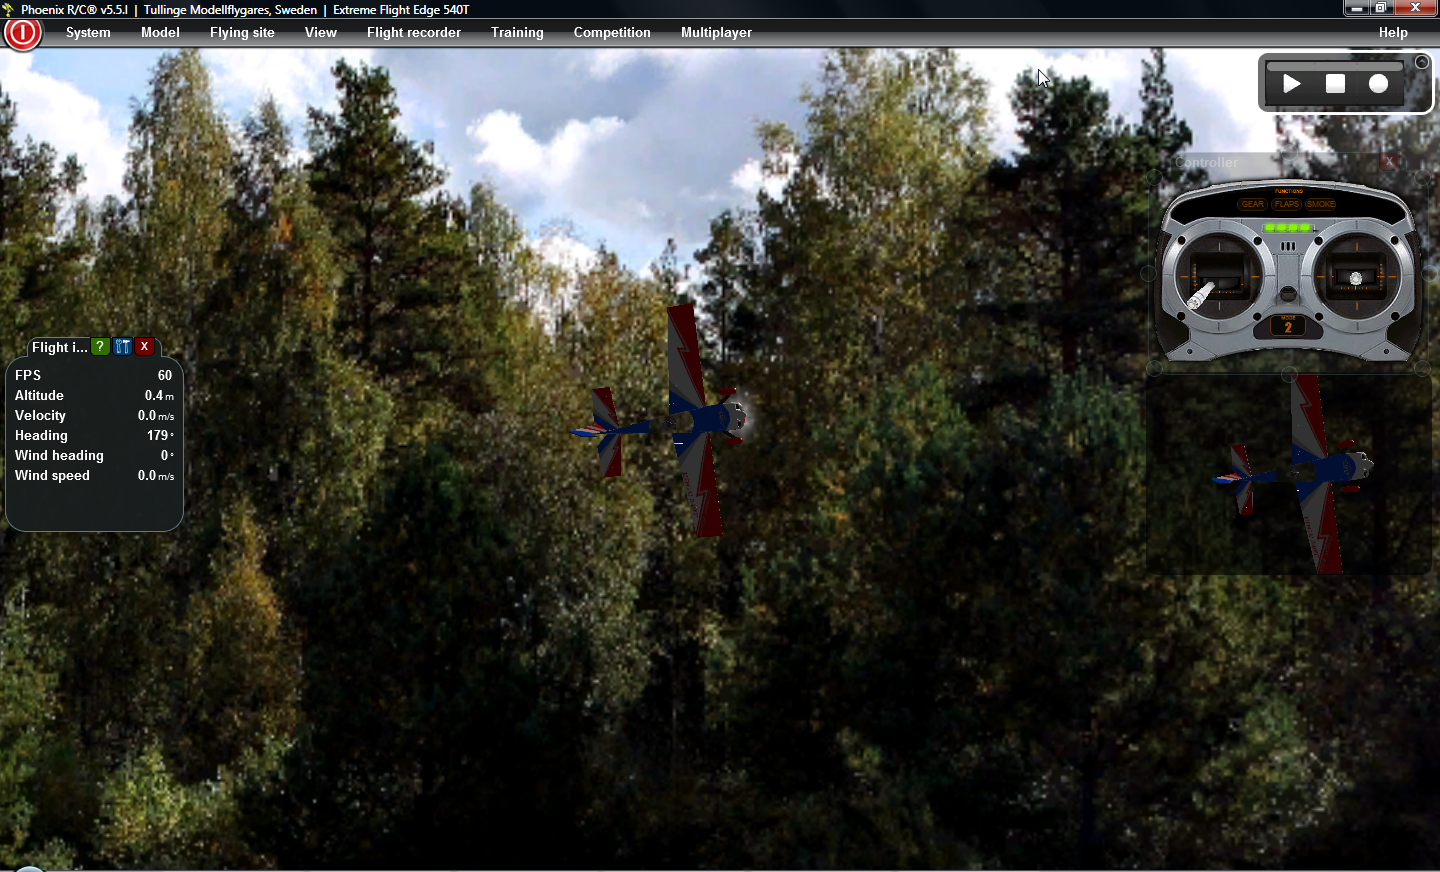 Phoenix R/C® v5.5.l | Tullinge Modellflygares, Sweden | Extreme Flight Edge 540T
System Model Flying site View Flight recorder Training Competition Multiplayer Help
Controller X
FUNCTIONS
GEAR FLAPS SMOKE
MODE
2
Flight i... ? X
FPS 60
Altitude 0.4 m
Velocity 0.0 m/s
Heading 179 °
Wind heading 0 °
Wind speed 0.0 m/s